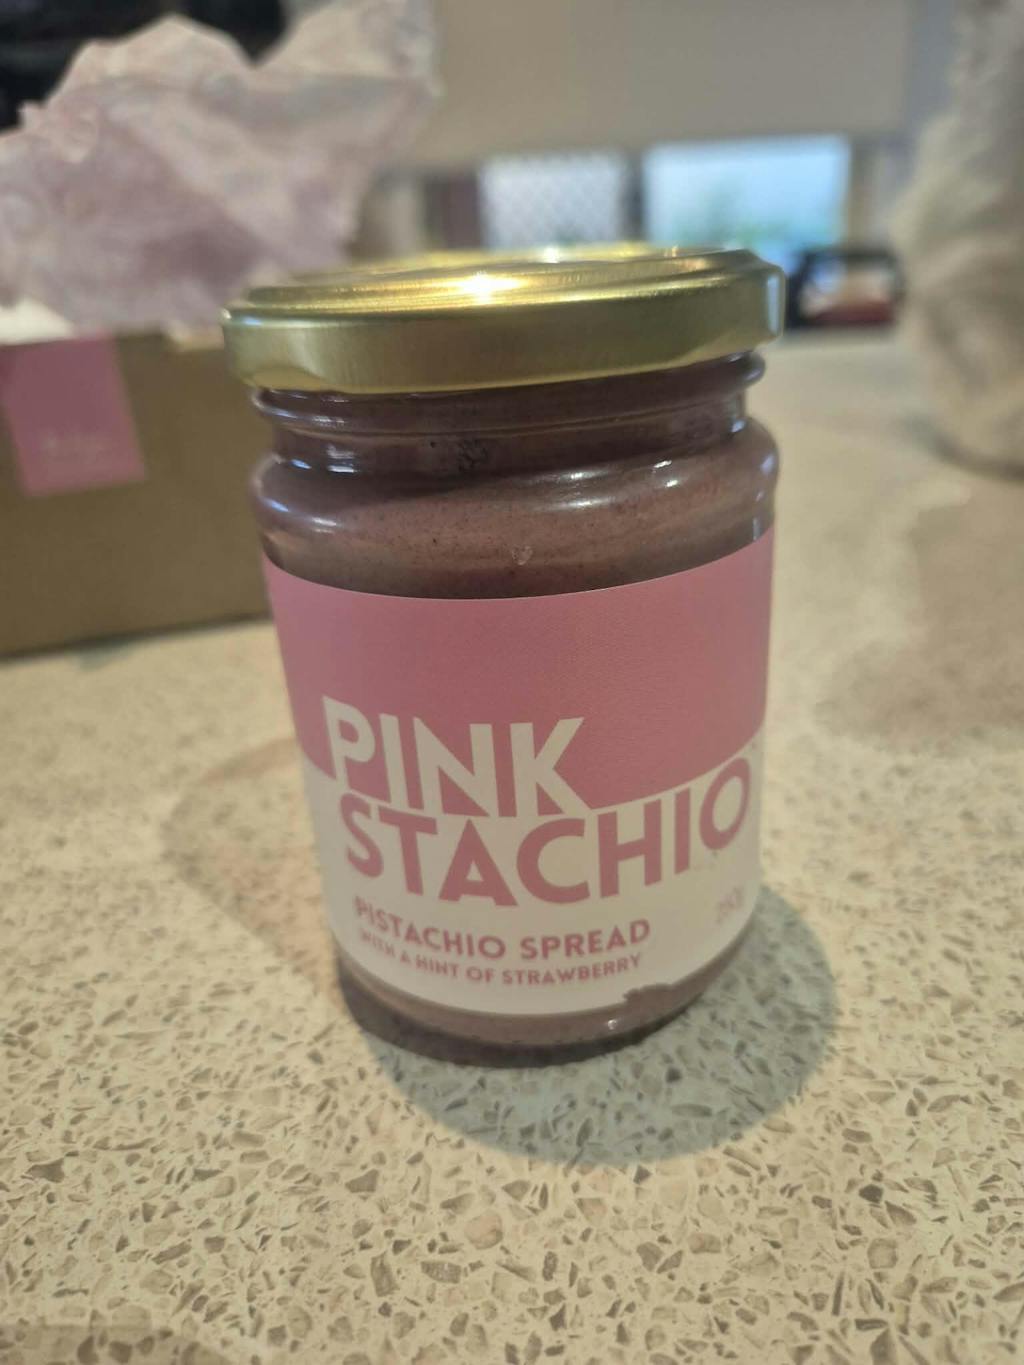 PINK
STACHIO
PISTACHIO SPREAD
WITH A HINT OF STRAWBERRY